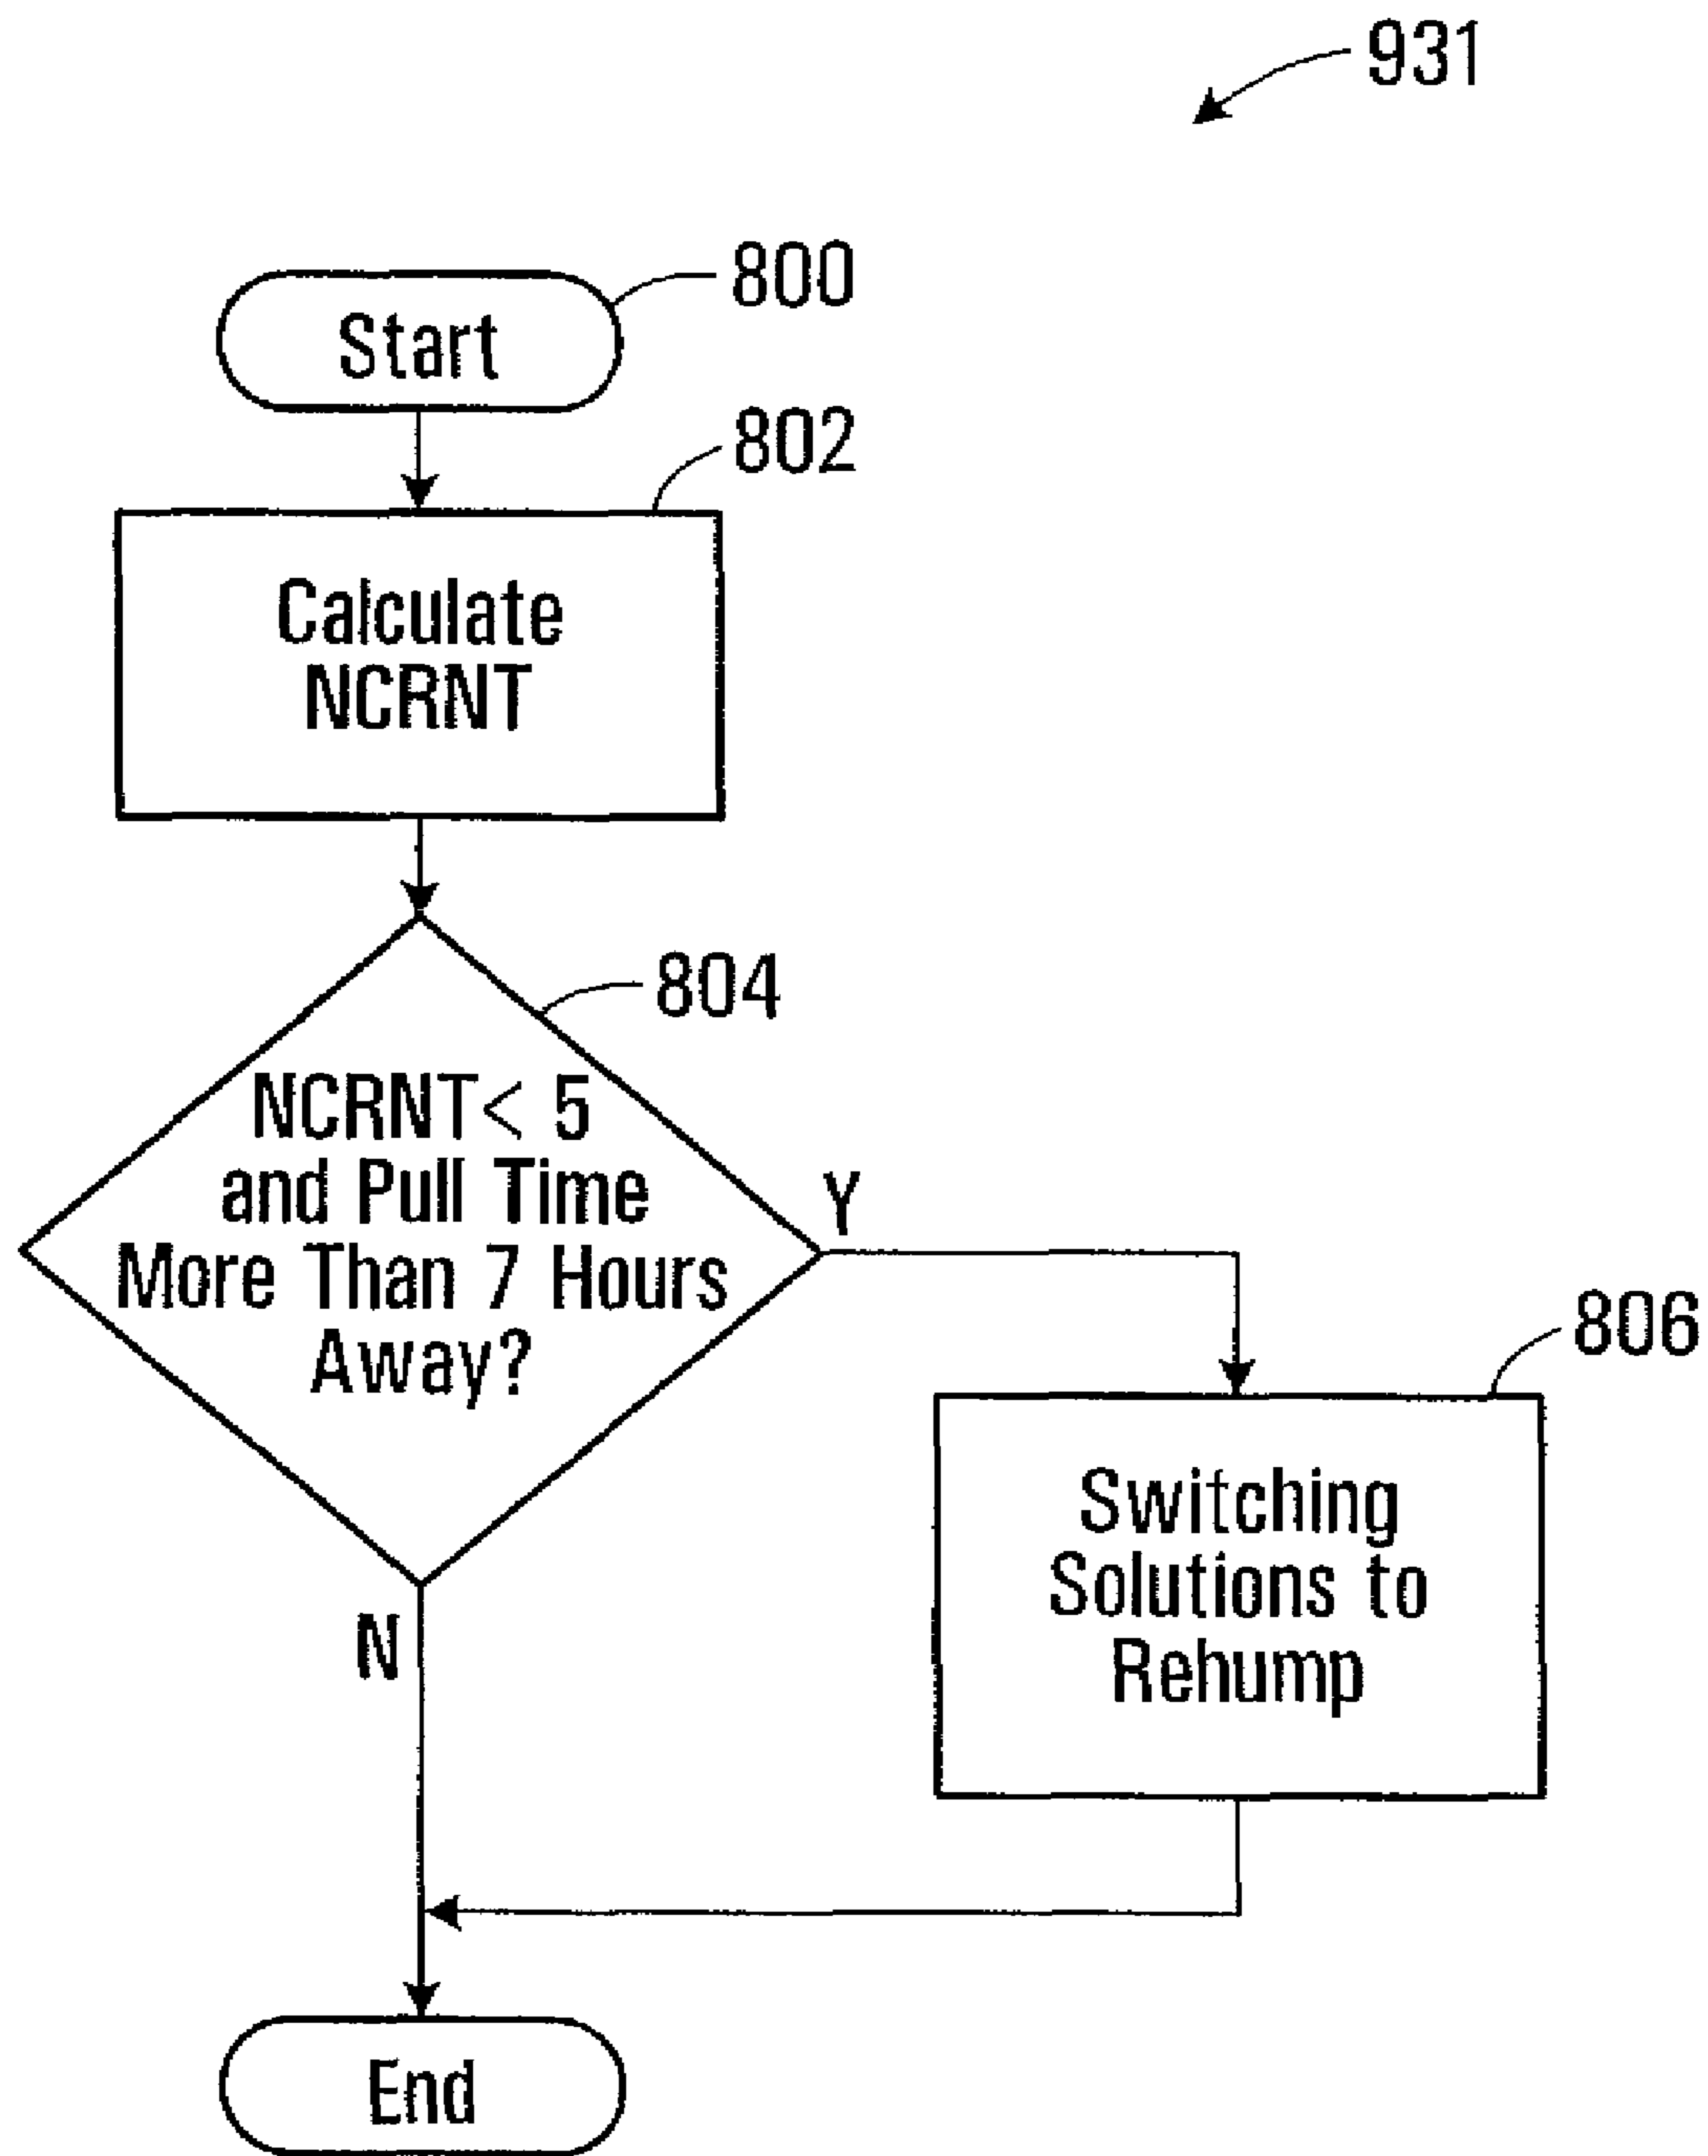 931
800
Start
802
Calculate
NCRNT
804
NCRNT< 5
and Pull Time
More Than 7 Hours
Away?
Y
806
Switching
Solutions to
Rehump
N
End